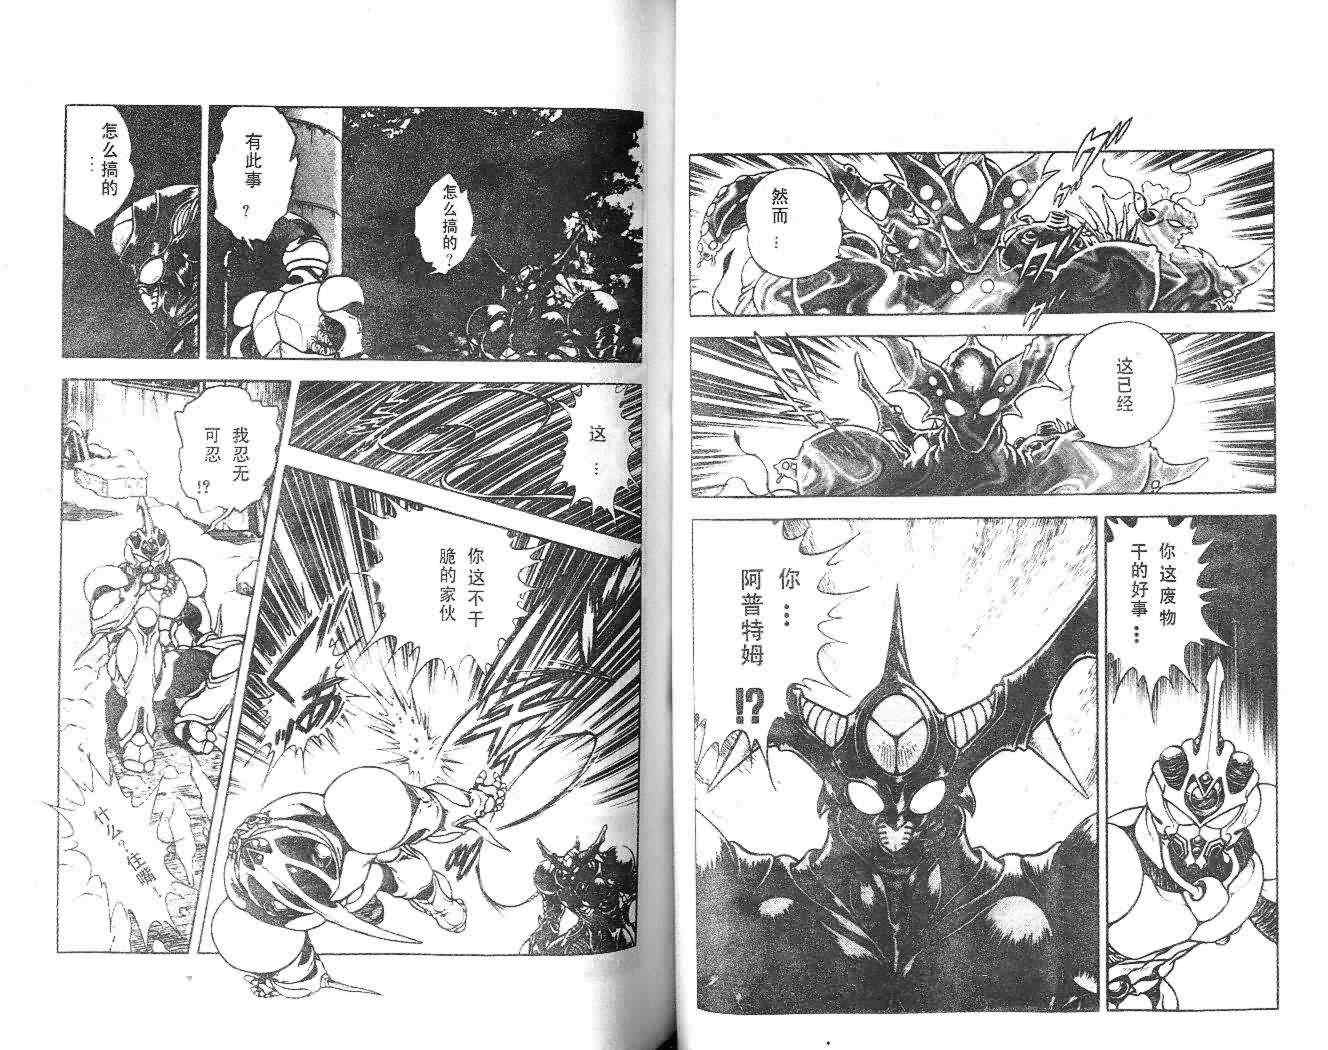 然而
…
这已经
你这废物
干的好事…
你…
阿普特姆
!?
怎么搞的?
有此事
?
怎么搞的
…
这
…
你这不干
脆的家伙
我忍无
可忍
!?
什么?住嘴!